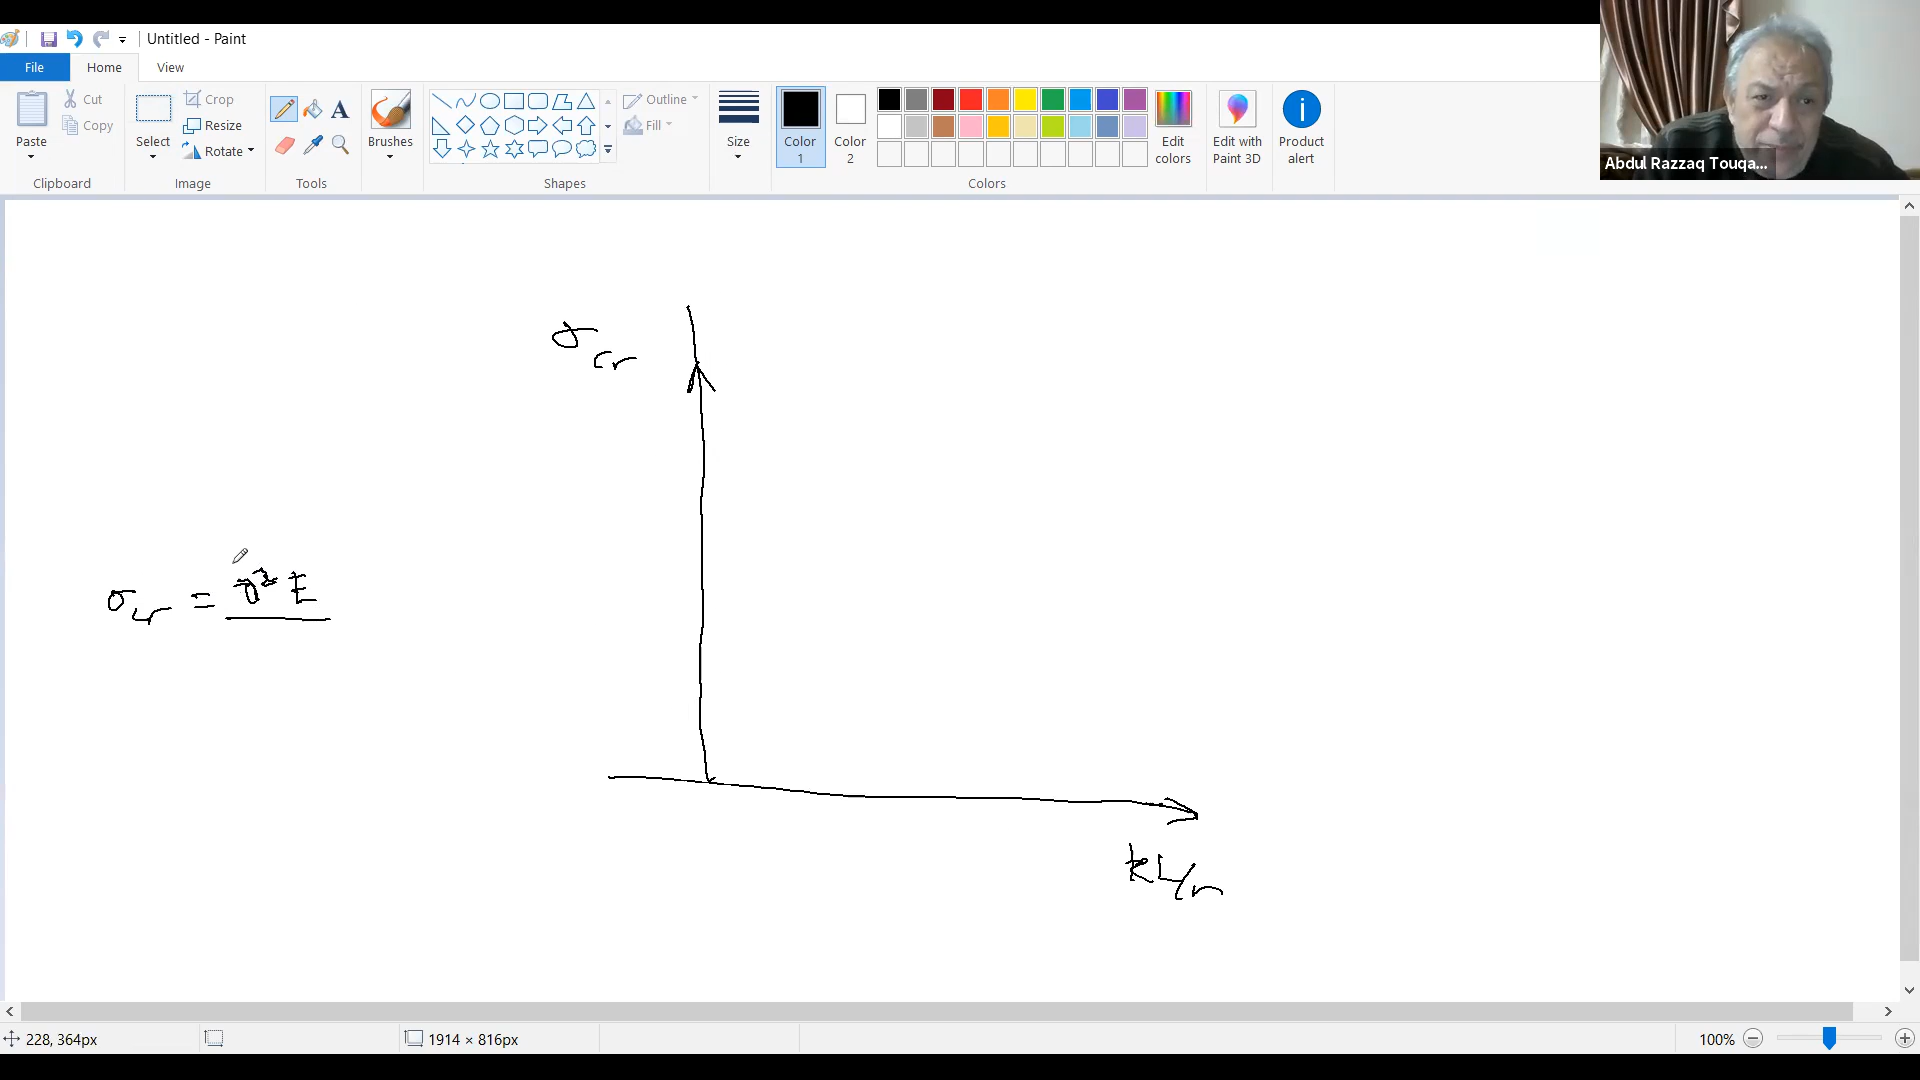 Untitled - Paint
File Home View
Paste
Cut
Copy
Clipboard
Select
Crop
Resize
Rotate
Image
Tools
Brushes
Shapes
Outline
Fill
Size
Color 1
Color 2
Edit colors
Colors
Edit with Paint 3D
Product alert
Abdul Razzaq Touqa...
σcr
σcr = π² E
kL/r
228, 364px
1914 × 816px
100%